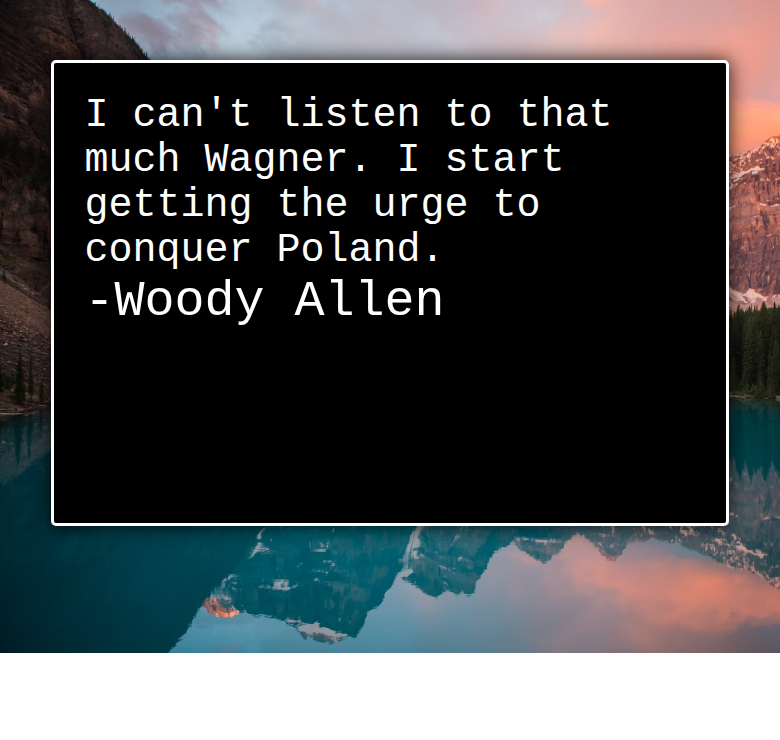 I can't listen to that
much Wagner. I start
getting the urge to
conquer Poland.
-Woody Allen